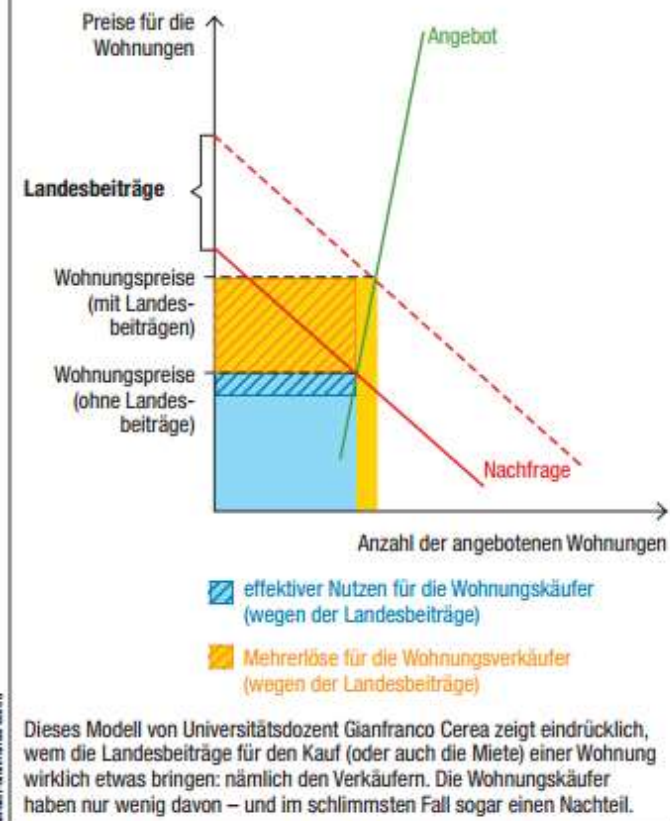 Preise für die
Wohnungen
Angebot
Landesbeiträge
Wohnungspreise
(mit Landes-
beiträgen)
Wohnungspreise
(ohne Landes-
beiträge)
Nachfrage
Anzahl der angebotenen Wohnungen
effektiver Nutzen für die Wohnungskäufer
(wegen der Landesbeiträge)
Mehrerlöse für die Wohnungsverkäufer
(wegen der Landesbeiträge)
Dieses Modell von Universitätsdozent Gianfranco Cerea zeigt eindrücklich,
wem die Landesbeiträge für den Kauf (oder auch die Miete) einer Wohnung
wirklich etwas bringen: nämlich den Verkäufern. Die Wohnungskäufer
haben nur wenig davon – und im schlimmsten Fall sogar einen Nachteil.